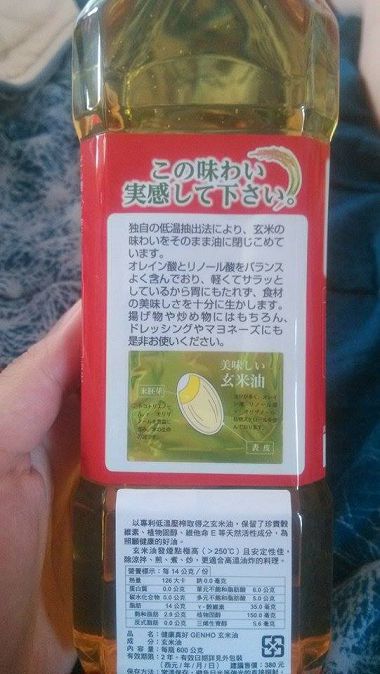 この味わい
実感して下さい。
独自の低温抽出法により、玄米の
味わいをそのまま油に閉じこめて
います。
オレイン酸とリノール酸をバランス
よく含んでおり、軽くてサラッと
しているから胃にもたれず、食材
の美味しさを十分に生かします。
揚げ物や炒め物にはもちろん、
ドレッシングやマヨネーズにも
是非お使いください。
美味しい
玄米油
米胚芽
表皮
以專利低溫壓榨取得之玄米油，保留了珍貴穀
維素、植物固醇、維他命E等天然活性成分，為
照顧健康的好油。
玄米油發煙點極高（>250℃）且安定性佳，
除涼拌、煎、煮、炒，更適合高溫油炸的料理。
營養標示：每 14 公克／份
熱量 126 大卡 鈉 0.0 毫克
蛋白質 0.0 公克 單元不飽和脂肪酸 6.0 公克
碳水化合物 0.0 公克 多元不飽和脂肪酸 5.0 公克
脂肪 14 公克 γ-穀維素 35.0 毫克
飽和脂肪 2.9 公克 植物固醇 150.0 毫克
反式脂肪 0.0 公克 三烯生育醇 5.6 毫克
品名：健康真好 GENHO 玄米油
成分：玄米油
內容量：每瓶600公克
有效期限：2 年，有效日期詳見外包裝
（西元／年／月／日） 建議售價：380元